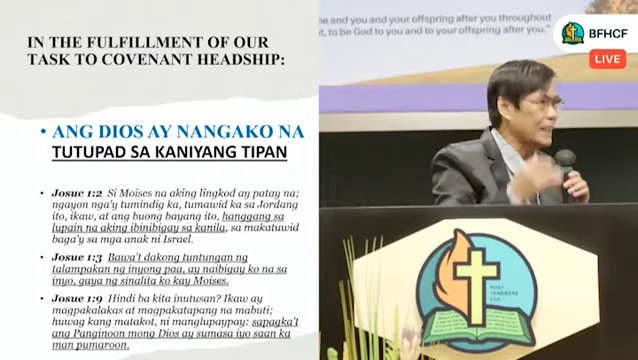 IN THE FULFILLMENT OF OUR
TASK TO COVENANT HEADSHIP:
• ANG DIOS AY NANGAKO NA
TUTUPAD SA KANIYANG TIPAN
• Josue 1:2 Si Moises na aking lingkod ay patay na;
ngayon nga'y tumindig ka, tumawid ka sa Jordang
ito, ikaw, at ang buong bayang ito, hanggang sa
lupain na aking ibinibigay sa kanila, sa makatuwid
baga'y sa mga anak ni Israel.
• Josue 1:3 Bawa't dakong tuntungan ng
talampakan ng inyong paa, ay naibigay ko na sa
inyo, gaya ng sinalita ko kay Moises.
• Josue 1:9 Hindi ba kita inutusan? Ikaw ay
magpakalakas at magpakatapang na mabuti;
huwag kang matakot, ni manglupaypay: sapagka't
ang Panginoon mong Dios ay sumasa iyo saan ka
man pumaroon.
me and you and your offspring after you throughout
, to be God to you and to your offspring after you."
BFHCF
LIVE
POST
TENEBRAS
LUX